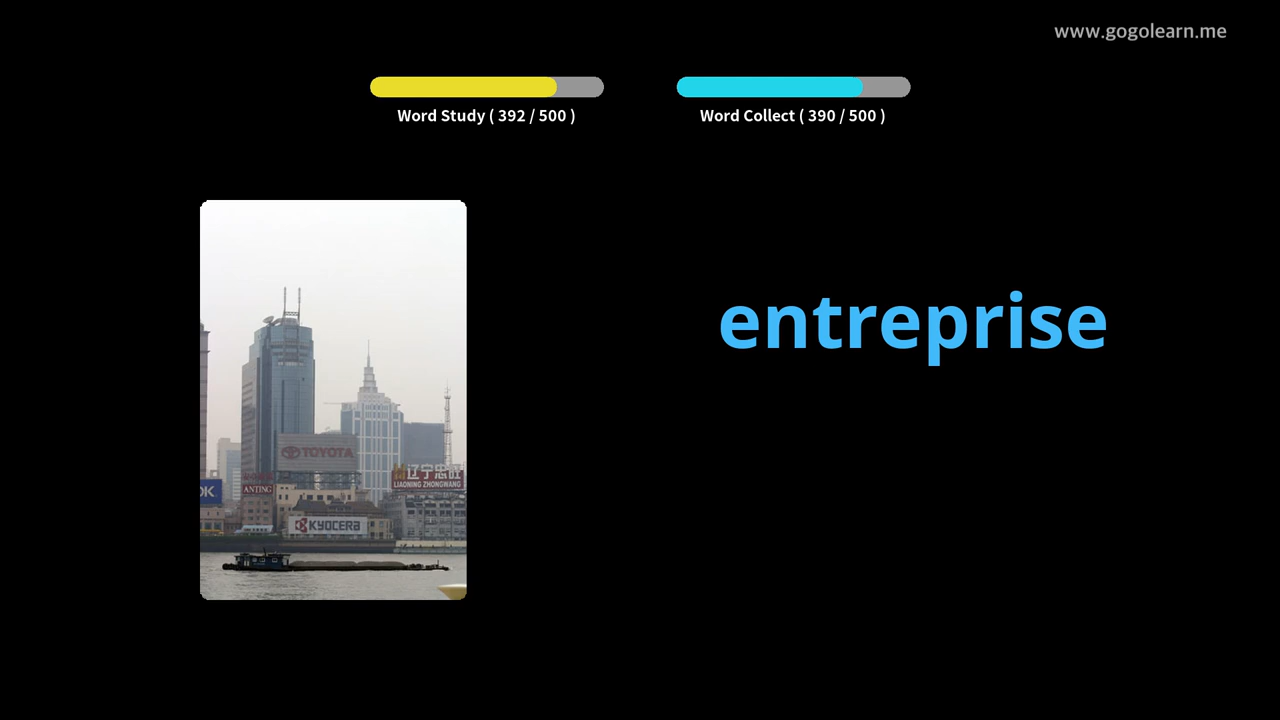 www.gogolearn.me
Word Study ( 392 / 500 )
Word Collect ( 390 / 500 )
entreprise
TOYOTA
辽宁忠旺
LIAONING ZHONGWANG
ANTING
KYOCERA